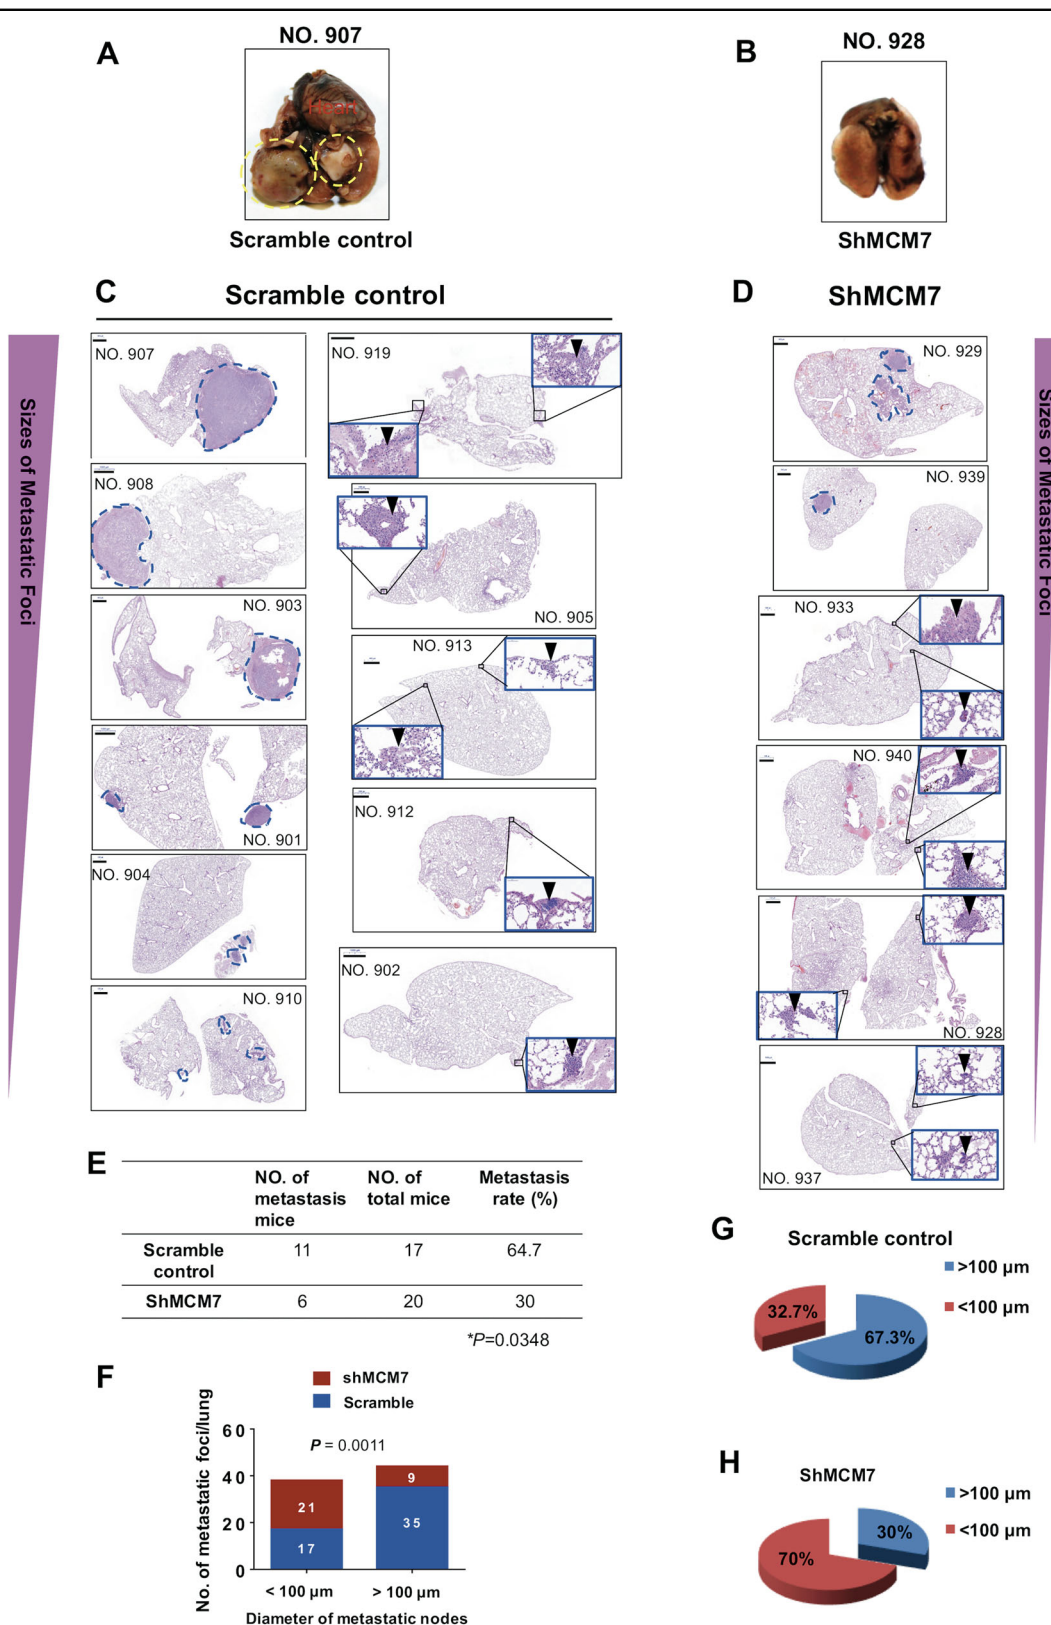 A
NO. 907
Heart
Scramble control
B
NO. 928
ShMCM7
C
Scramble control
Sizes of Metastatic Foci
NO. 907
NO. 908
NO. 903
NO. 901
NO. 904
NO. 910
NO. 919
NO. 905
NO. 913
NO. 912
NO. 902
D
ShMCM7
NO. 929
NO. 939
NO. 933
NO. 940
NO. 928
NO. 937
Sizes of Metastatic Foci
E
NO. of metastasis mice
NO. of total mice
Metastasis rate (%)
Scramble control 11 17 64.7
ShMCM7 6 20 30
*P=0.0348
F
shMCM7
Scramble
No. of metastatic foci/lung
60
40
20
0
P = 0.0011
21
17
9
35
< 100 µm
> 100 µm
Diameter of metastatic nodes
G
Scramble control
>100 µm
<100 µm
32.7%
67.3%
H
ShMCM7
>100 µm
<100 µm
30%
70%